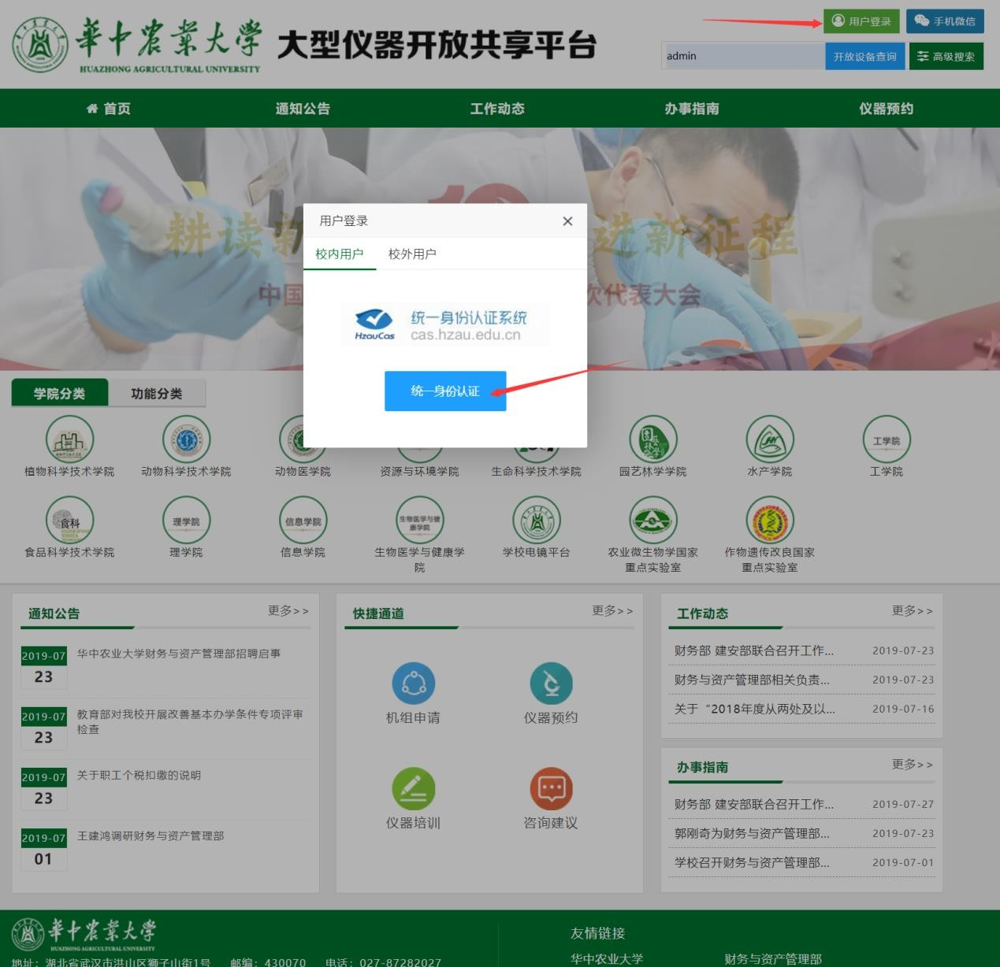 華中农業大学
HUAZHONG AGRICULTURAL UNIVERSITY
大型仪器开放共享平台
用户登录
手机微信
admin
开放设备查询
高级搜索
首页
通知公告
工作动态
办事指南
仪器预约
耕读新
进新征程
中国
次代表大会
用户登录
校内用户
校外用户
HzauCas
统一身份认证系统
cas.hzau.edu.cn
统一身份认证
学院分类
功能分类
植物科学技术学院
动物科学技术学院
动物医学院
资源与环境学院
生命科学技术学院
园艺林学学院
水产学院
工学院
工学院
食科
理学院
信息学院
生物医学与健
康学院
食品科学技术学院
理学院
信息学院
生物医学与健康学
院
学校电镜平台
农业微生物学国家
重点实验室
作物遗传改良国家
重点实验室
通知公告
更多>>
2019-07
23
华中农业大学财务与资产管理部招聘启事
2019-07
23
教育部对我校开展改善基本办学条件专项评审
检查
2019-07
23
关于职工个税扣缴的说明
2019-07
01
王建鸿调研财务与资产管理部
快捷通道
更多>>
机组申请
仪器预约
仪器培训
咨询建议
工作动态
更多>>
财务部 建安部联合召开工作...
2019-07-23
财务与资产管理部相关负责...
2019-07-23
关于“2018年度从两处及以...
2019-07-16
办事指南
更多>>
财务部 建安部联合召开工作...
2019-07-27
郭刚奇为财务与资产管理部...
2019-07-23
学校召开财务与资产管理部...
2019-07-01
華中农業大学
HUAZHONG AGRICULTURAL UNIVERSITY
地址：湖北省武汉市洪山区狮子山街1号 邮编：430070 电话：027-87282027
友情链接
华中农业大学
财务与资产管理部